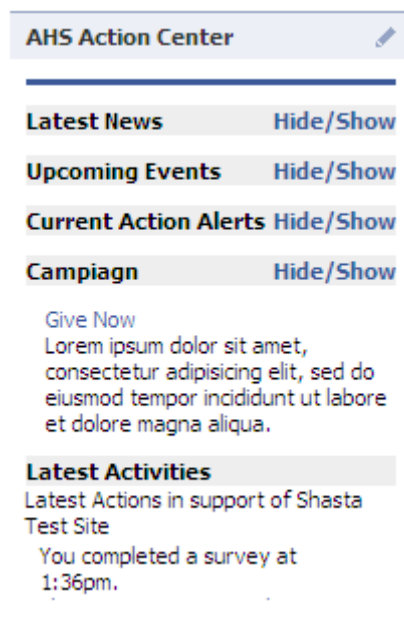 AHS Action Center
Latest News Hide/Show
Upcoming Events Hide/Show
Current Action Alerts Hide/Show
Campiagn Hide/Show
Give Now
Lorem ipsum dolor sit amet,
consectetur adipisicing elit, sed do
eiusmod tempor incididunt ut labore
et dolore magna aliqua.
Latest Activities
Latest Actions in support of Shasta
Test Site
You completed a survey at
1:36pm.